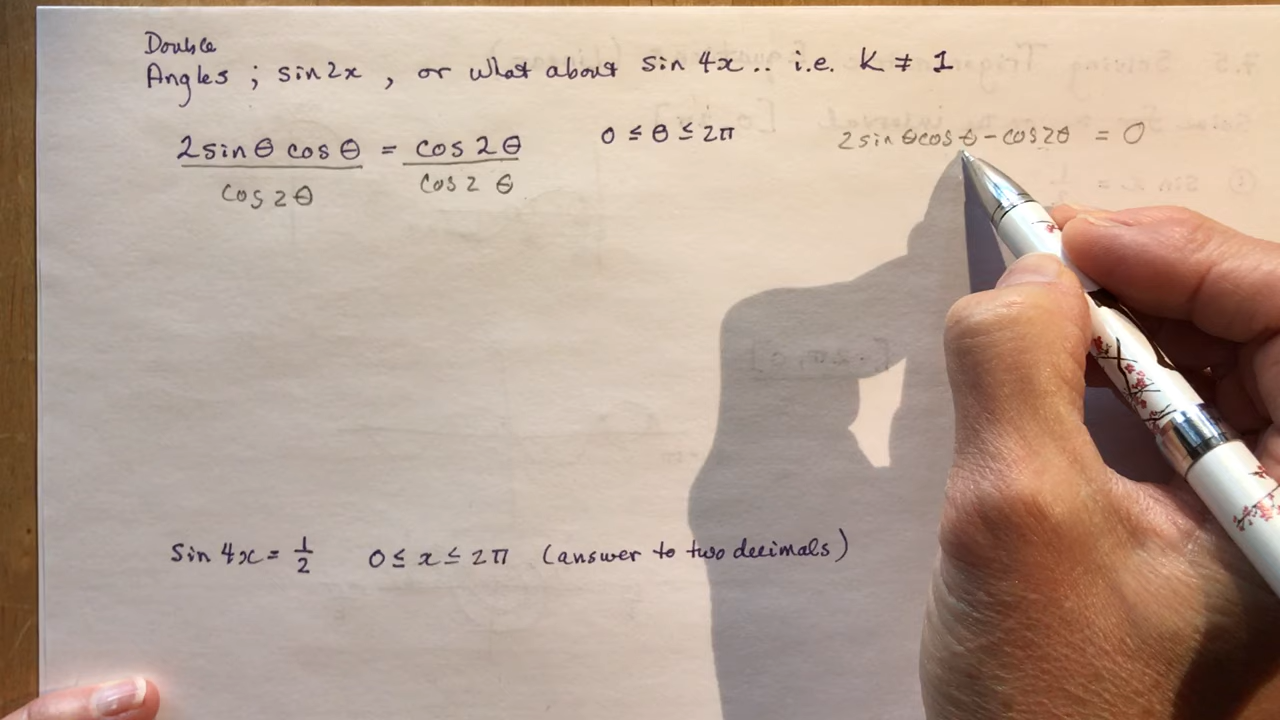 Double
Angles ; sin 2x , or what about sin 4x .. i.e. K ≠ 1
2 sin θ cos θ / cos 2θ = cos 2θ / cos 2θ
0 ≤ θ ≤ 2π
2 sin θ cos θ − cos 2θ = 0
Sin 4x = 1/2 0 ≤ x ≤ 2π (answer to two decimals)